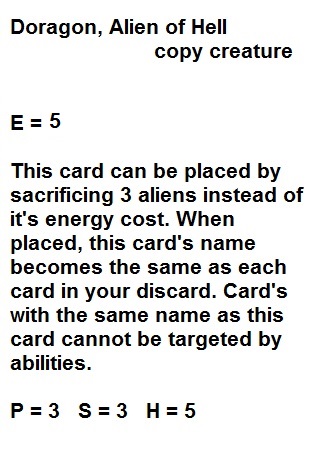 Doragon, Alien of Hell
copy creature
E = 5
This card can be placed by
sacrificing 3 aliens instead of
it's energy cost. When
placed, this card's name
becomes the same as each
card in your discard. Card's
with the same name as this
card cannot be targeted by
abilities.
P = 3 S = 3 H = 5